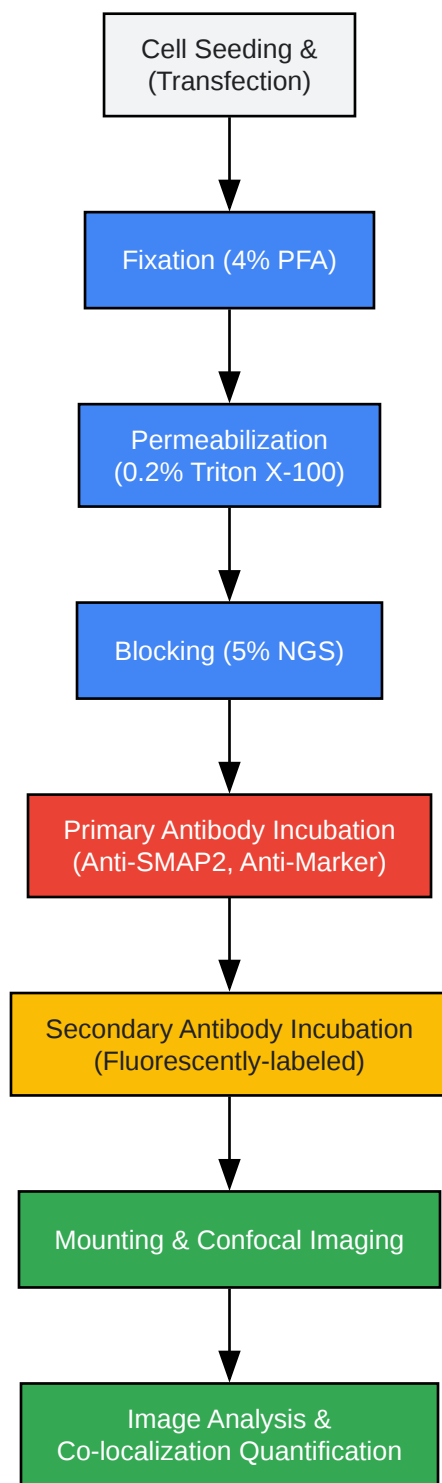 Cell Seeding &
(Transfection)
Fixation (4% PFA)
Permeabilization
(0.2% Triton X-100)
Blocking (5% NGS)
Primary Antibody Incubation
(Anti-SMAP2, Anti-Marker)
Secondary Antibody Incubation
(Fluorescently-labeled)
Mounting & Confocal Imaging
Image Analysis &
Co-localization Quantification